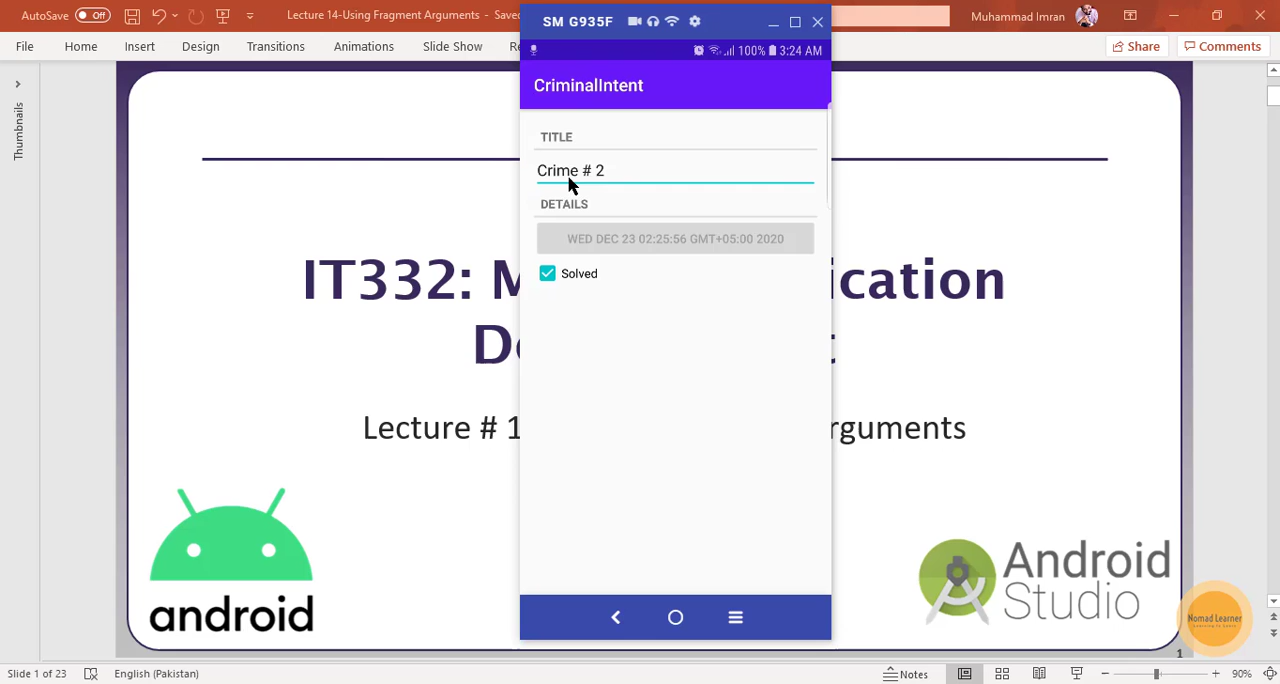 AutoSave Off Lecture 14-Using Fragment Arguments - Saved Muhammad Imran
File Home Insert Design Transitions Animations Slide Show Share Comments
Thumbnails
SM G935F
100% 3:24 AM
CriminalIntent
TITLE
Crime # 2
DETAILS
WED DEC 23 02:25:56 GMT+05:00 2020
Solved
IT332: M ication
De t
Lecture # 1 rguments
android
Android
Studio
Nomad Learner
1
Slide 1 of 23 English (Pakistan) Notes 90%